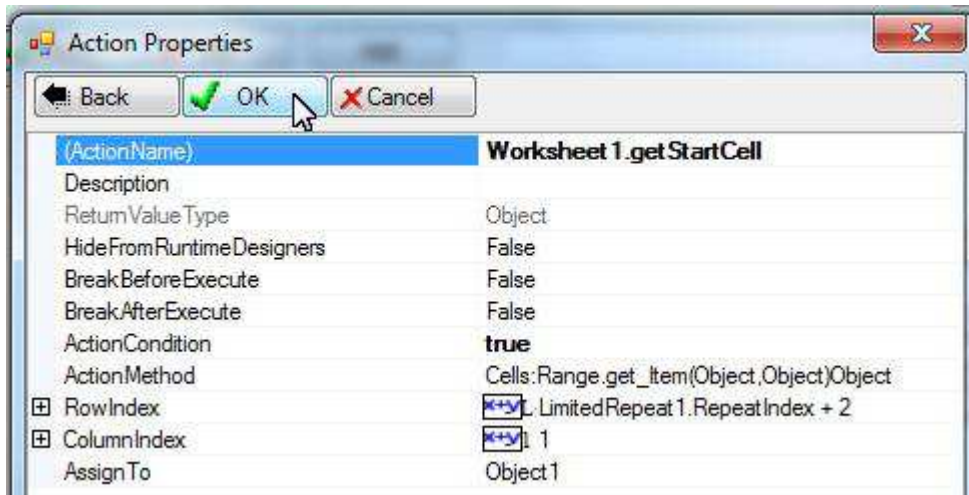 Action Properties
Back OK Cancel
(ActionName) Worksheet1.getStartCell
Description
ReturnValueType Object
HideFromRuntimeDesigners False
BreakBeforeExecute False
BreakAfterExecute False
ActionCondition true
ActionMethod Cells:Range.get_Item(Object,Object)Object
RowIndex x+y L LimitedRepeat1.RepeatIndex + 2
ColumnIndex x+y 1 1
AssignTo Object1